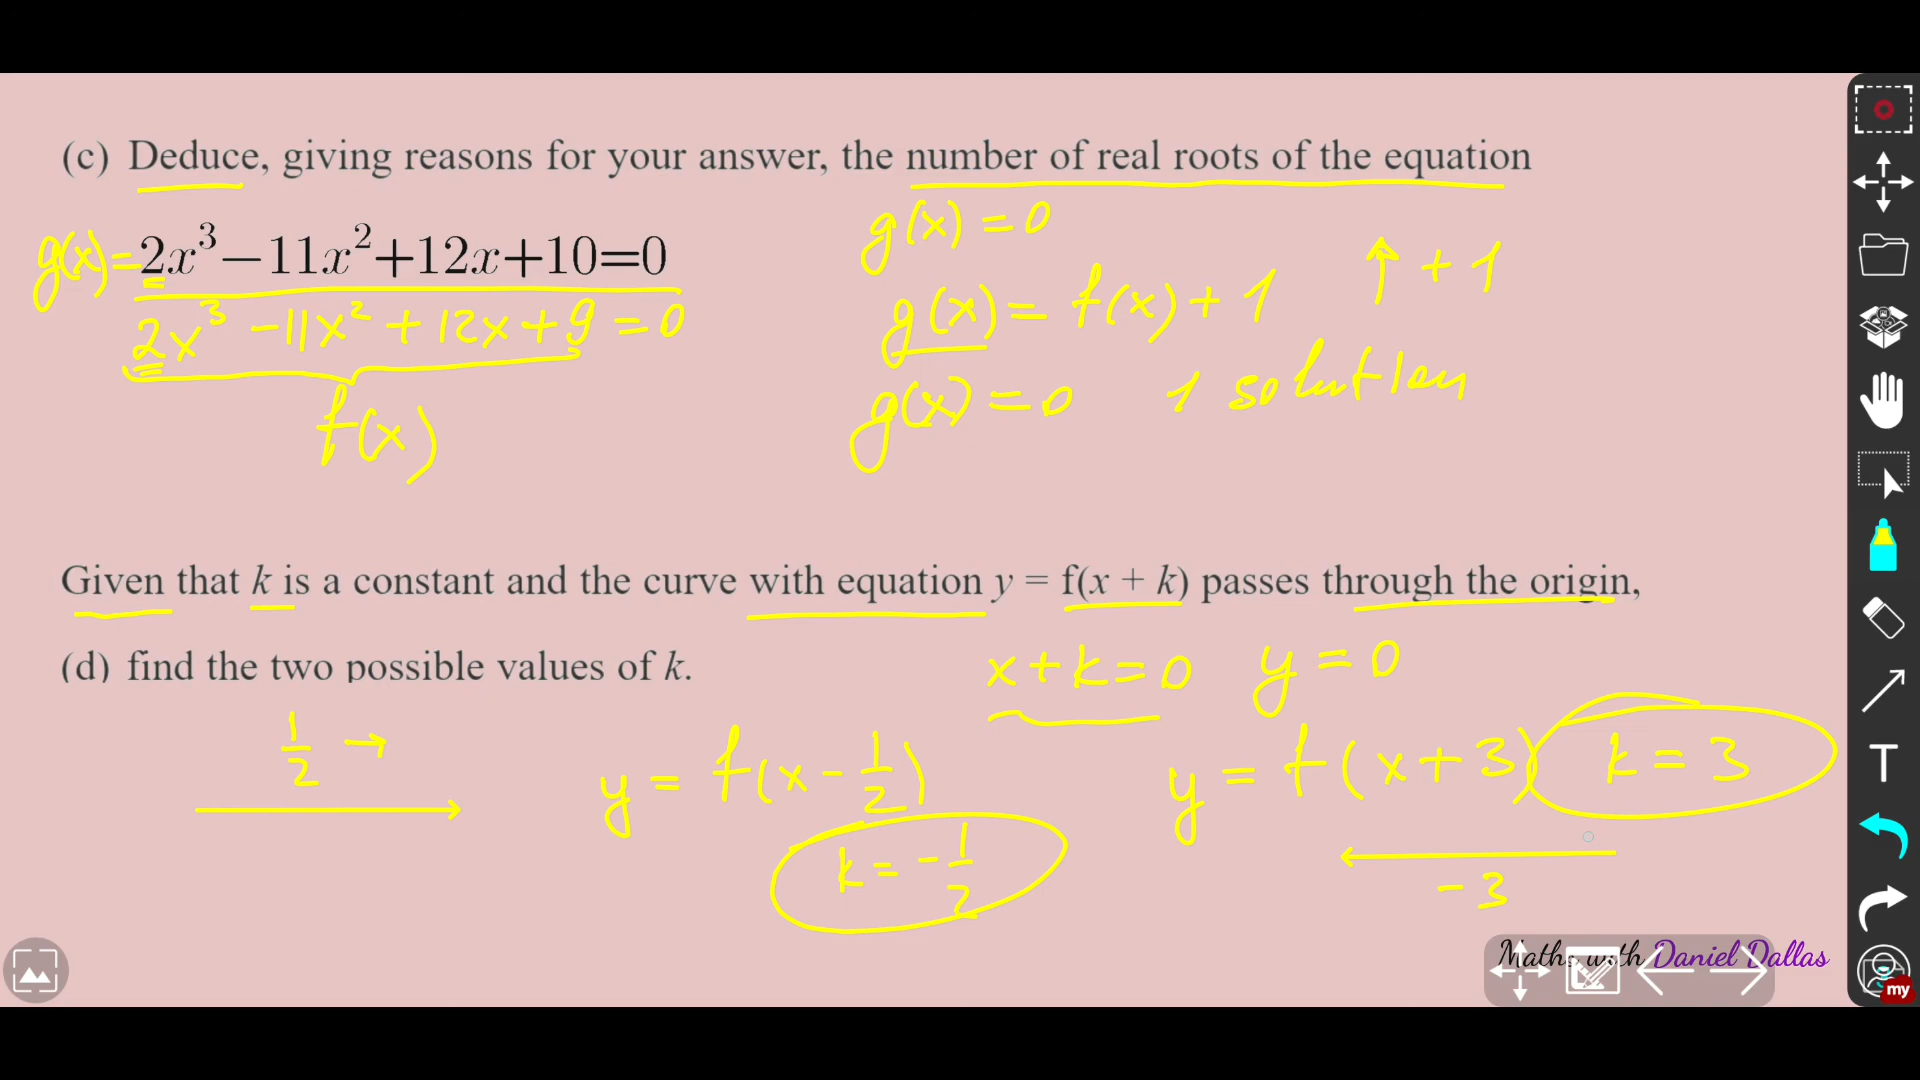 (c) Deduce, giving reasons for your answer, the number of real roots of the equation
g(x)= 2x³−11x²+12x+10=0
2x³ -11x² + 12x + 9 = 0
f(x)
g(x) = 0
g(x) = f(x) + 1
↑ + 1
g(x) = 0 1 solution
Given that k is a constant and the curve with equation y = f(x + k) passes through the origin,
(d) find the two possible values of k.
x + k = 0 y = 0
1/2 →
y = f(x - 1/2)
y = f(x+3) k = 3
k = - 1/2
- 3
Maths with Daniel Dallas
T
my